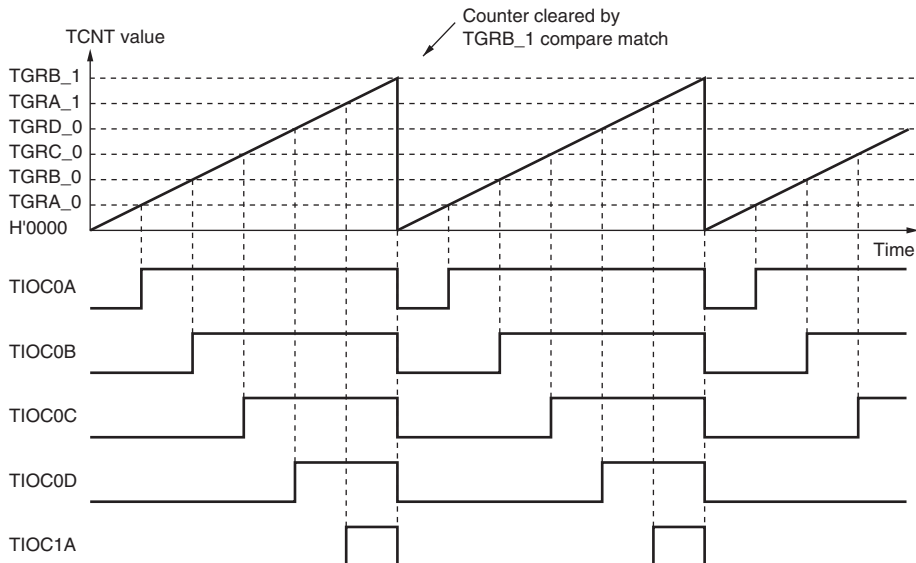 Counter cleared by
TGRB_1 compare match
TCNT value
TGRB_1
TGRA_1
TGRD_0
TGRC_0
TGRB_0
TGRA_0
H'0000
Time
TIOC0A
TIOC0B
TIOC0C
TIOC0D
TIOC1A